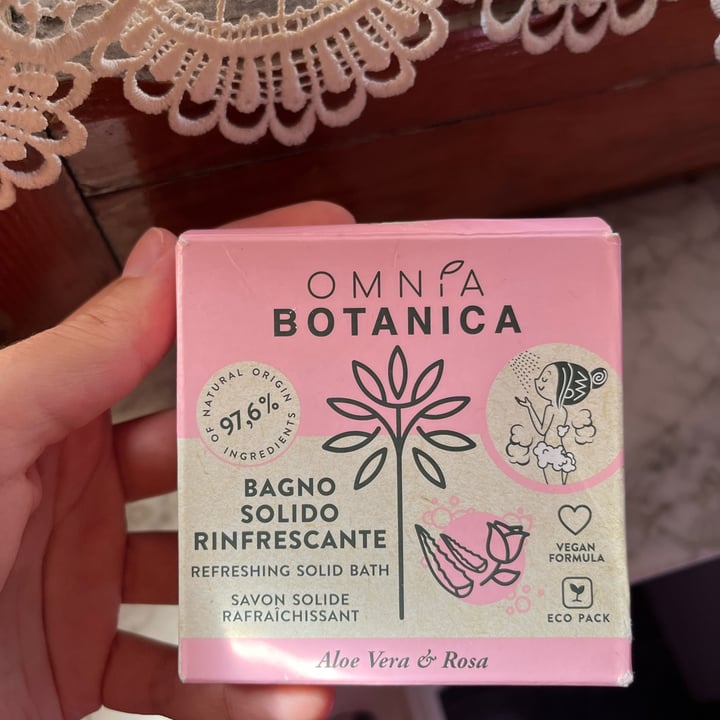 OMNIA
BOTANICA
97,6%
OF NATURAL ORIGIN
INGREDIENTS
BAGNO
SOLIDO
RINFRESCANTE
REFRESHING SOLID BATH
SAVON SOLIDE
RAFRAÎCHISSANT
VEGAN
FORMULA
ECO PACK
Aloe Vera & Rosa